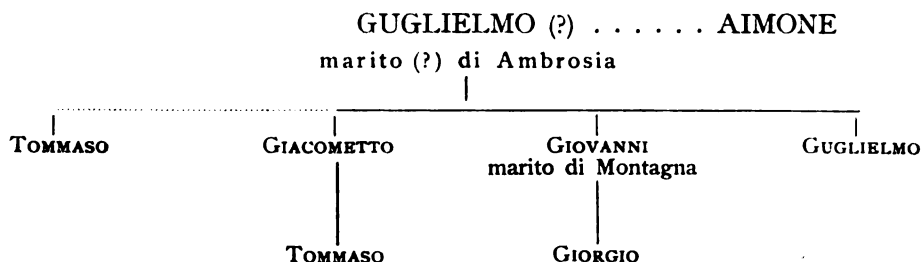 GUGLIELMO (?) . . . . . . AIMONE
marito (?) di Ambrosia
TOMMASO GIACOMETTO GIOVANNI GUGLIELMO
marito di Montagna
TOMMASO GIORGIO